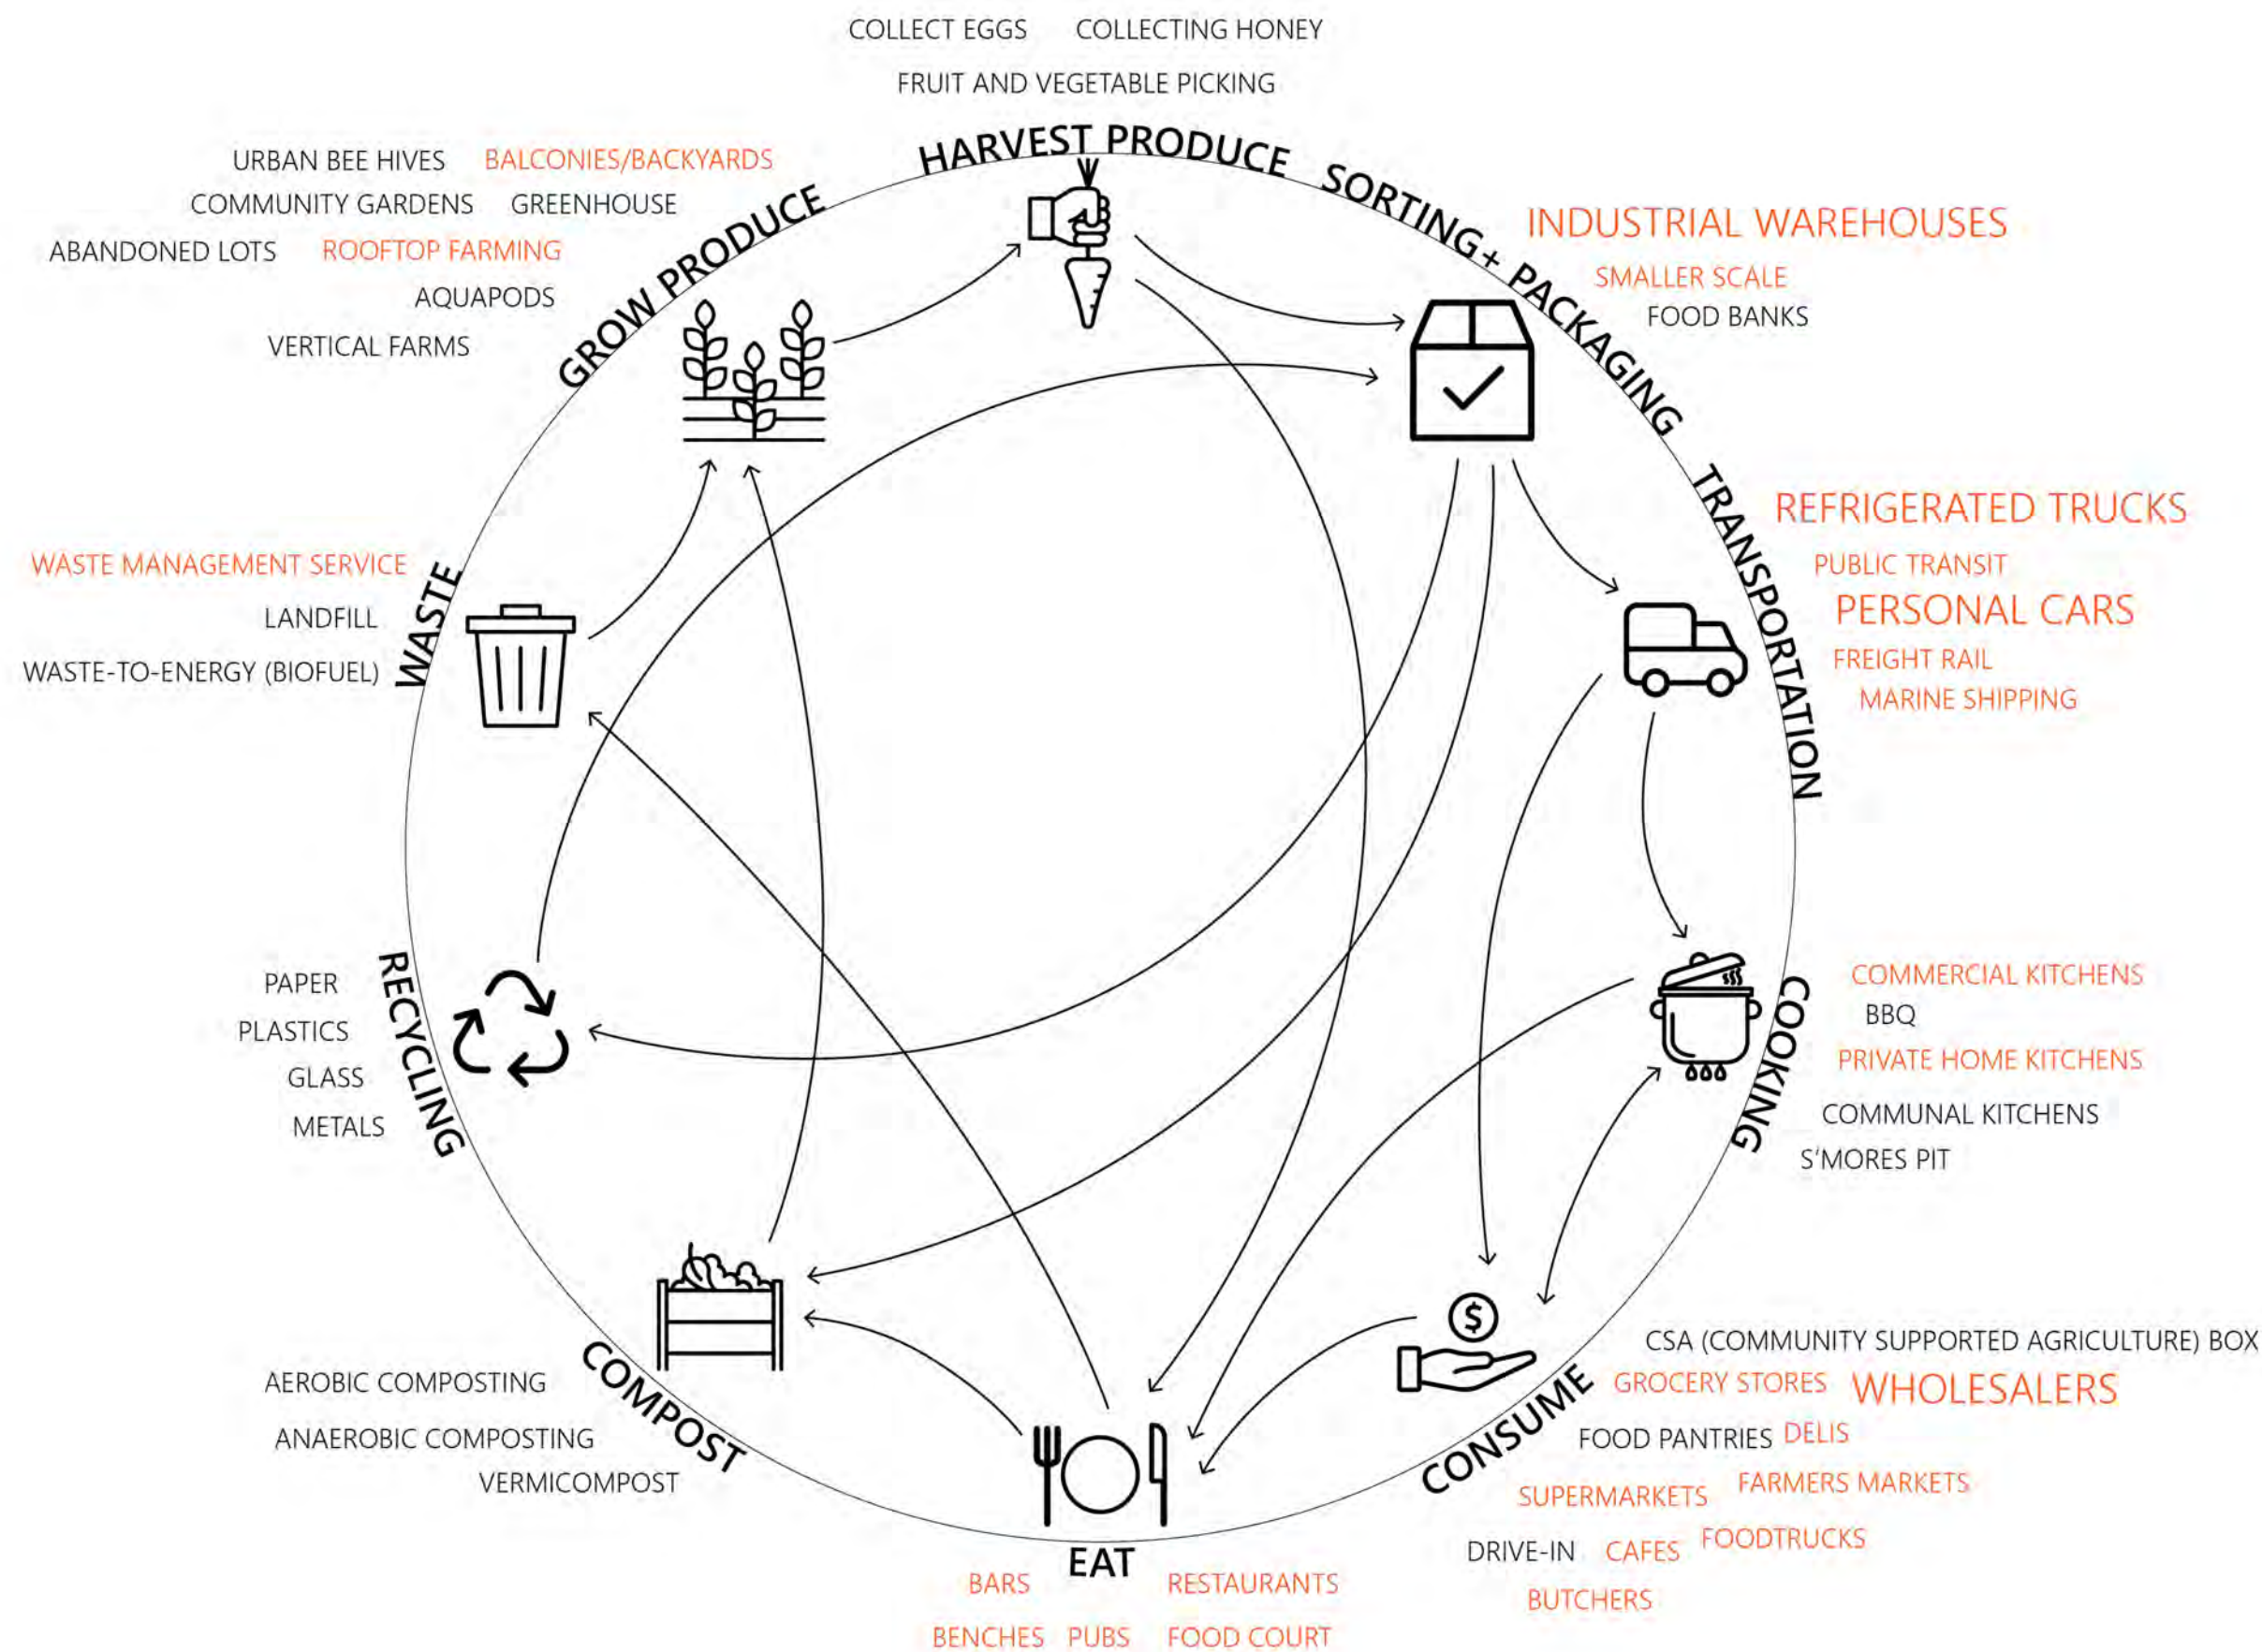 COLLECT EGGS COLLECTING HONEY
FRUIT AND VEGETABLE PICKING
HARVEST PRODUCE
URBAN BEE HIVES BALCONIES/BACKYARDS
COMMUNITY GARDENS GREENHOUSE
ABANDONED LOTS ROOFTOP FARMING
AQUAPODS
VERTICAL FARMS
GROW PRODUCE
SORTING+ PACKAGING
INDUSTRIAL WAREHOUSES
SMALLER SCALE
FOOD BANKS
TRANSPORTATION
REFRIGERATED TRUCKS
PUBLIC TRANSIT
PERSONAL CARS
FREIGHT RAIL
MARINE SHIPPING
WASTE MANAGEMENT SERVICE
LANDFILL
WASTE-TO-ENERGY (BIOFUEL)
WASTE
COOKING
COMMERCIAL KITCHENS
BBQ
PRIVATE HOME KITCHENS
COMMUNAL KITCHENS
S'MORES PIT
PAPER
PLASTICS
GLASS
METALS
RECYCLING
$
CONSUME
CSA (COMMUNITY SUPPORTED AGRICULTURE) BOX
GROCERY STORES WHOLESALERS
FOOD PANTRIES DELIS
SUPERMARKETS FARMERS MARKETS
DRIVE-IN CAFES FOODTRUCKS
BUTCHERS
AEROBIC COMPOSTING
ANAEROBIC COMPOSTING
VERMICOMPOST
COMPOST
EAT
BARS RESTAURANTS
BENCHES PUBS FOOD COURT